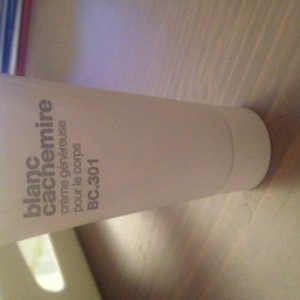 blanc
cachemire
crème généreuse
pour le corps
BC.301